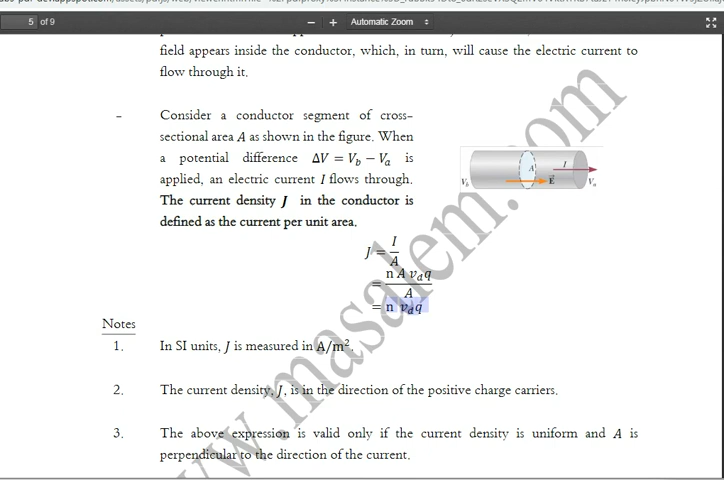 5 of 9
Automatic Zoom
field appears inside the conductor, which, in turn, will cause the electric current to
flow through it.
- Consider a conductor segment of cross-
sectional area A as shown in the figure. When
a potential difference ΔV = V_b − V_a is
applied, an electric current I flows through.
The current density J in the conductor is
defined as the current per unit area.
V_b A I E V_a
J = I/A
= n A v_d q / A
= n v_d q
Notes
1. In SI units, J is measured in A/m².
2. The current density, J, is in the direction of the positive charge carriers.
3. The above expression is valid only if the current density is uniform and A is
perpendicular to the direction of the current.
www.masalem.com